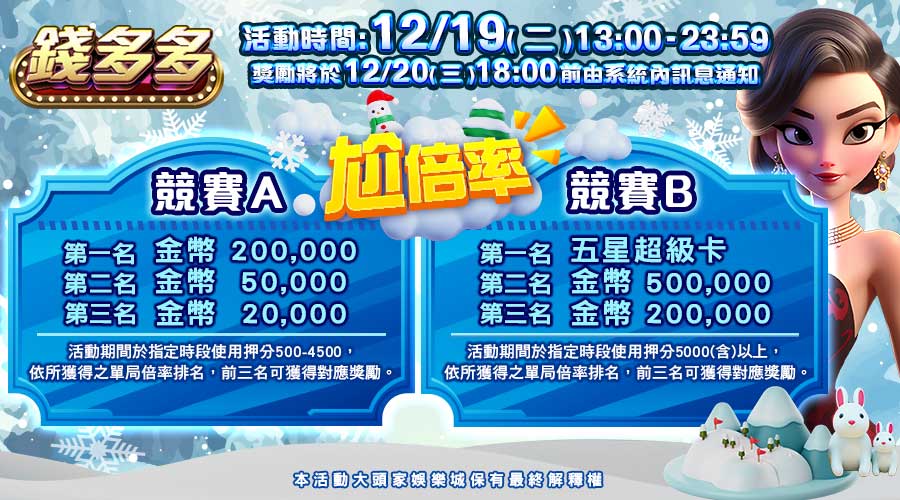 錢多多
活動時間:12/19(二)13:00-23:59
獎勵將於12/20(三)18:00前由系統內訊息通知
尬倍率
競賽A
第一名 金幣 200,000
第二名 金幣 50,000
第三名 金幣 20,000
活動期間於指定時段使用押分500-4500，
依所獲得之單局倍率排名，前三名可獲得對應獎勵。
競賽B
第一名 五星超級卡
第二名 金幣 500,000
第三名 金幣 200,000
活動期間於指定時段使用押分5000(含)以上，
依所獲得之單局倍率排名，前三名可獲得對應獎勵。
本活動大頭家娛樂城保有最終解釋權